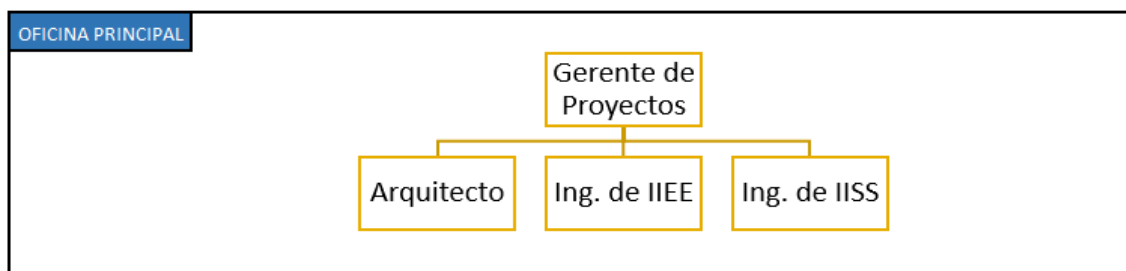 OFICINA PRINCIPAL
Gerente de
Proyectos
Arquitecto
Ing. de IIEE
Ing. de IISS